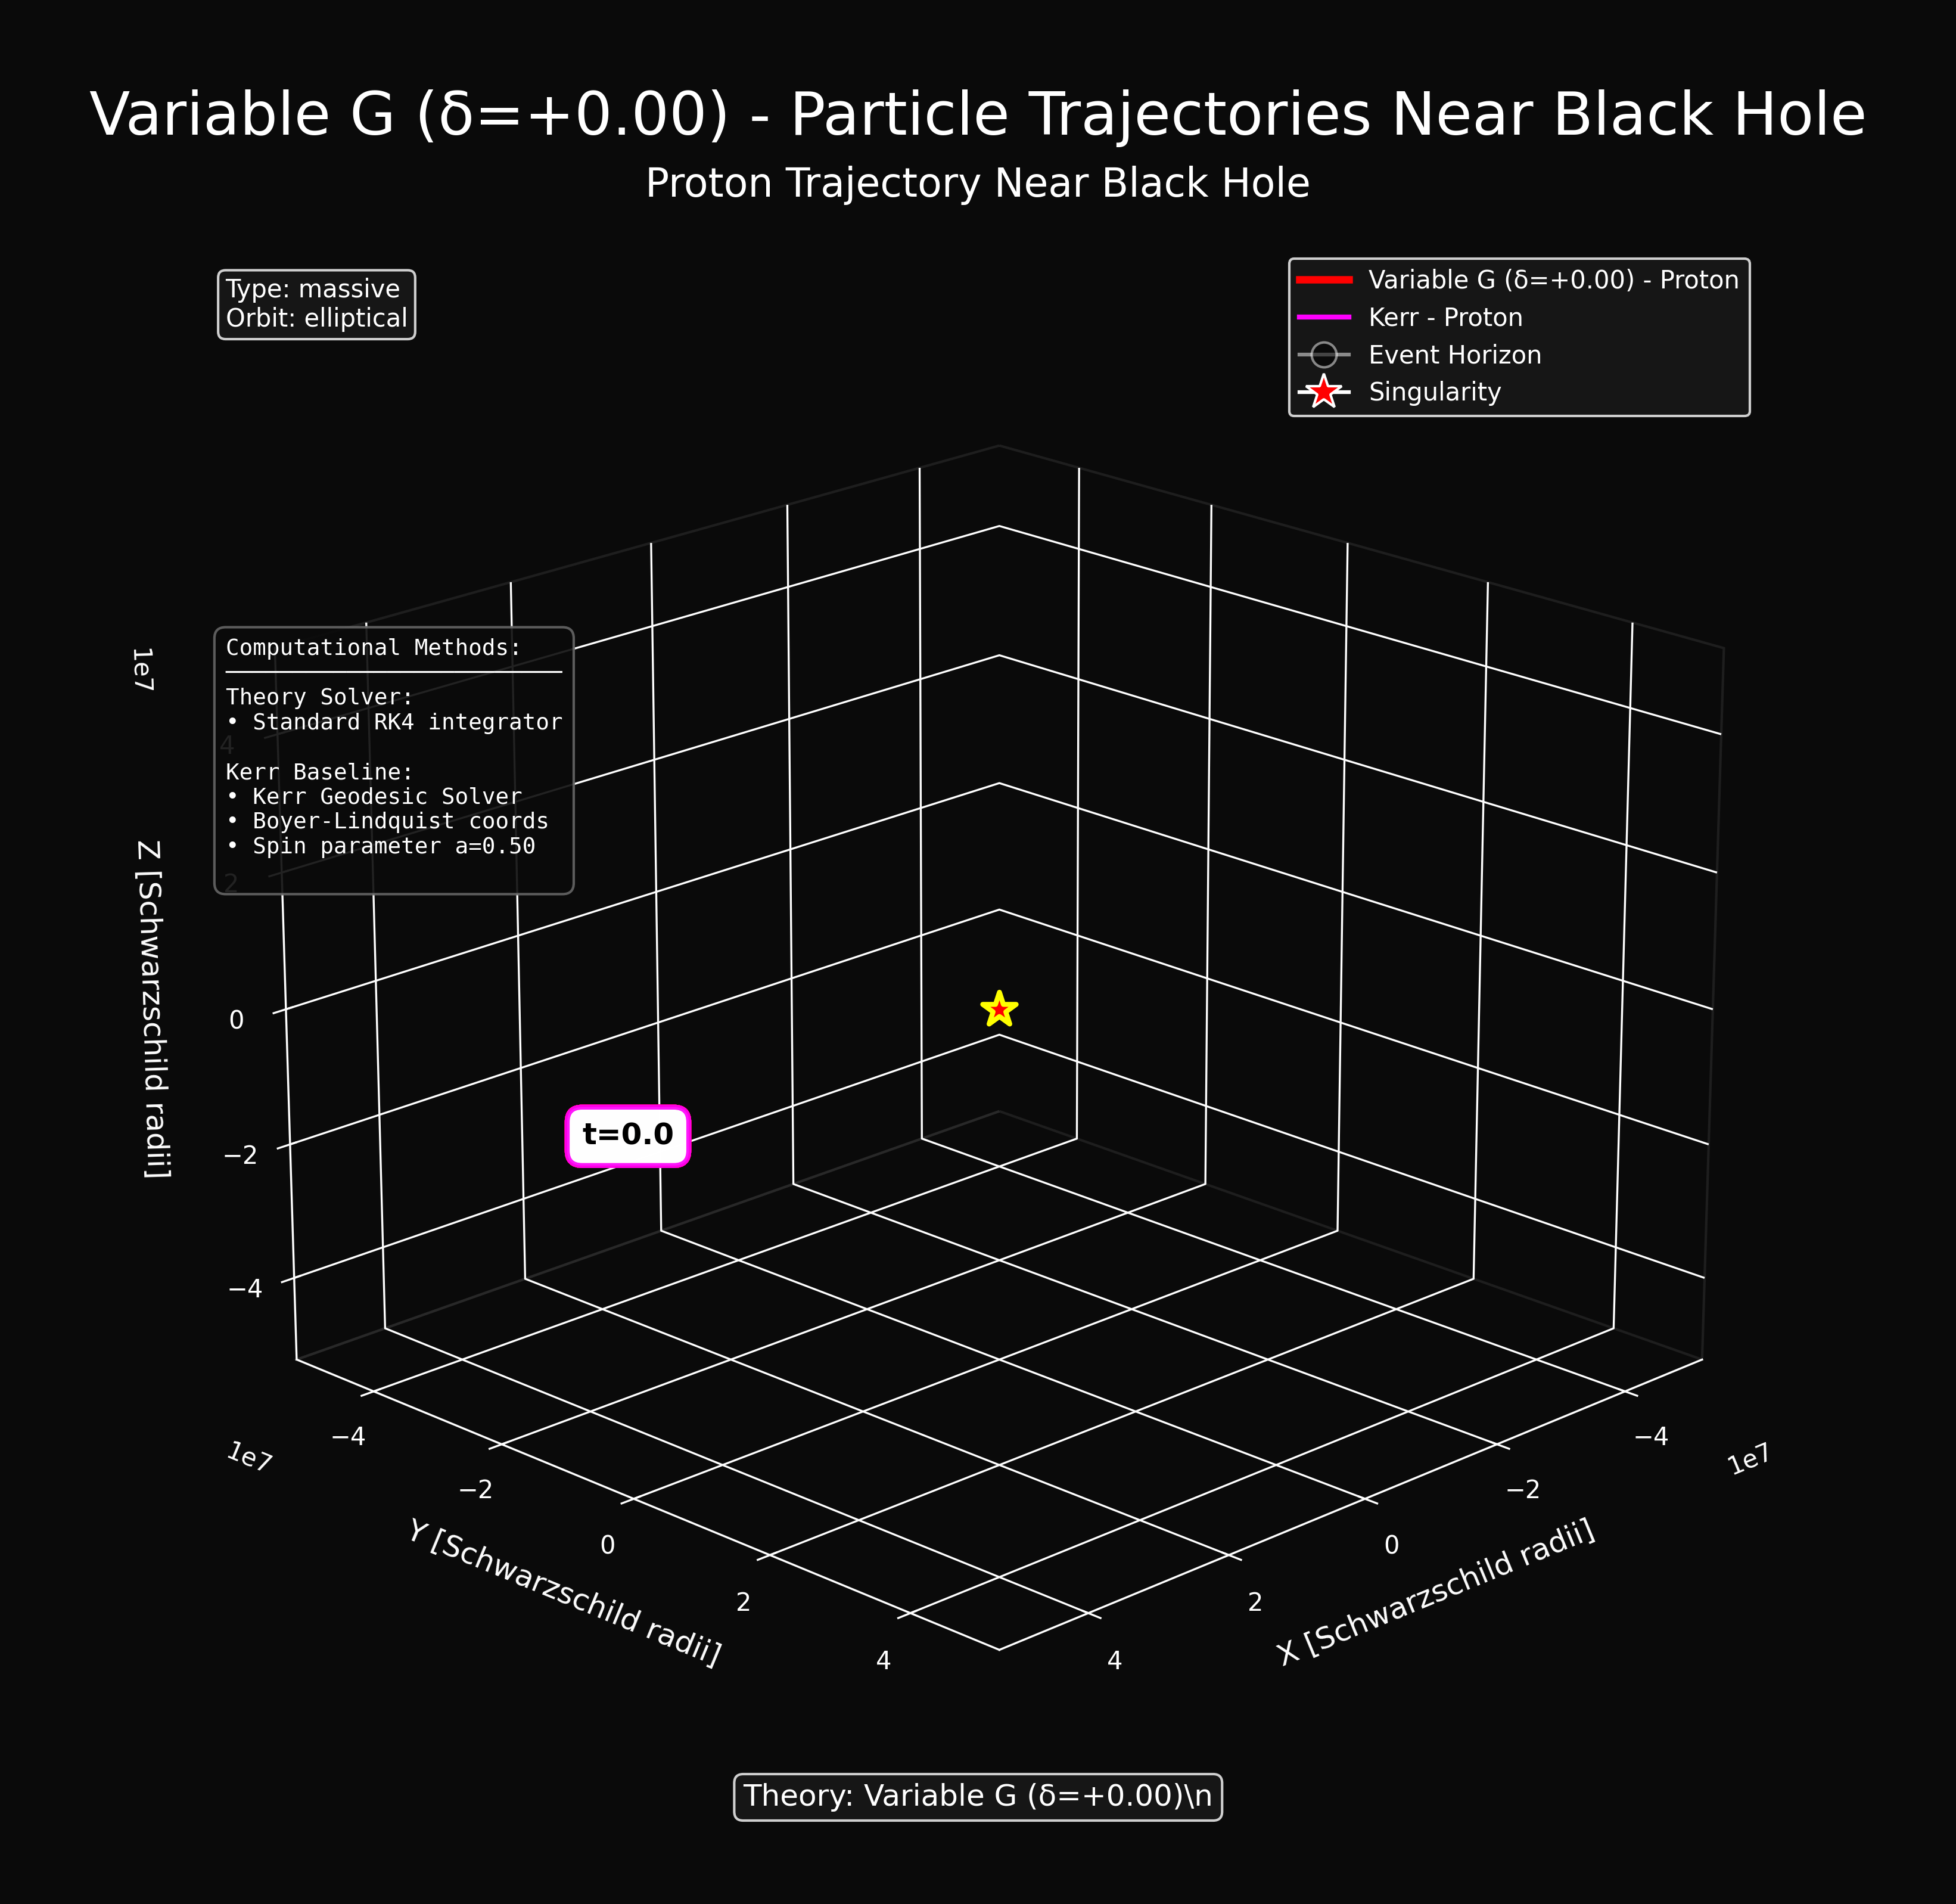 Variable G (δ=+0.00) - Particle Trajectories Near Black Hole
Proton Trajectory Near Black Hole
Type: massive
Orbit: elliptical
Variable G (δ=+0.00) - Proton
Kerr - Proton
Event Horizon
Singularity
Computational Methods:
Theory Solver:
• Standard RK4 integrator
Kerr Baseline:
• Kerr Geodesic Solver
• Boyer-Lindquist coords
• Spin parameter a=0.50
1e7
4
2
0
−2
−4
Z [Schwarzschild radii]
t=0.0
1e7
−4
−2
0
2
4
Y [Schwarzschild radii]
1e7
−4
−2
0
2
4
X [Schwarzschild radii]
Theory: Variable G (δ=+0.00)\n